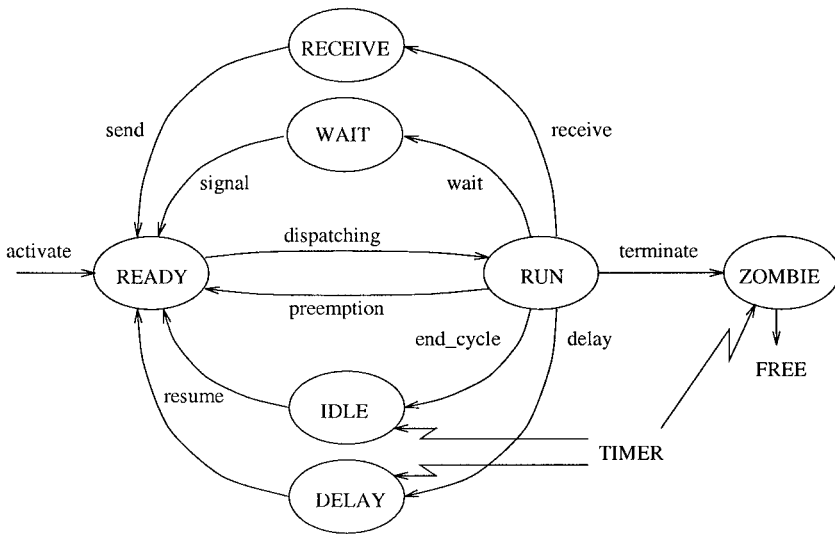 RECEIVE
send
WAIT
receive
signal
wait
activate
dispatching
terminate
READY
RUN
ZOMBIE
preemption
end_cycle
delay
FREE
resume
IDLE
TIMER
DELAY